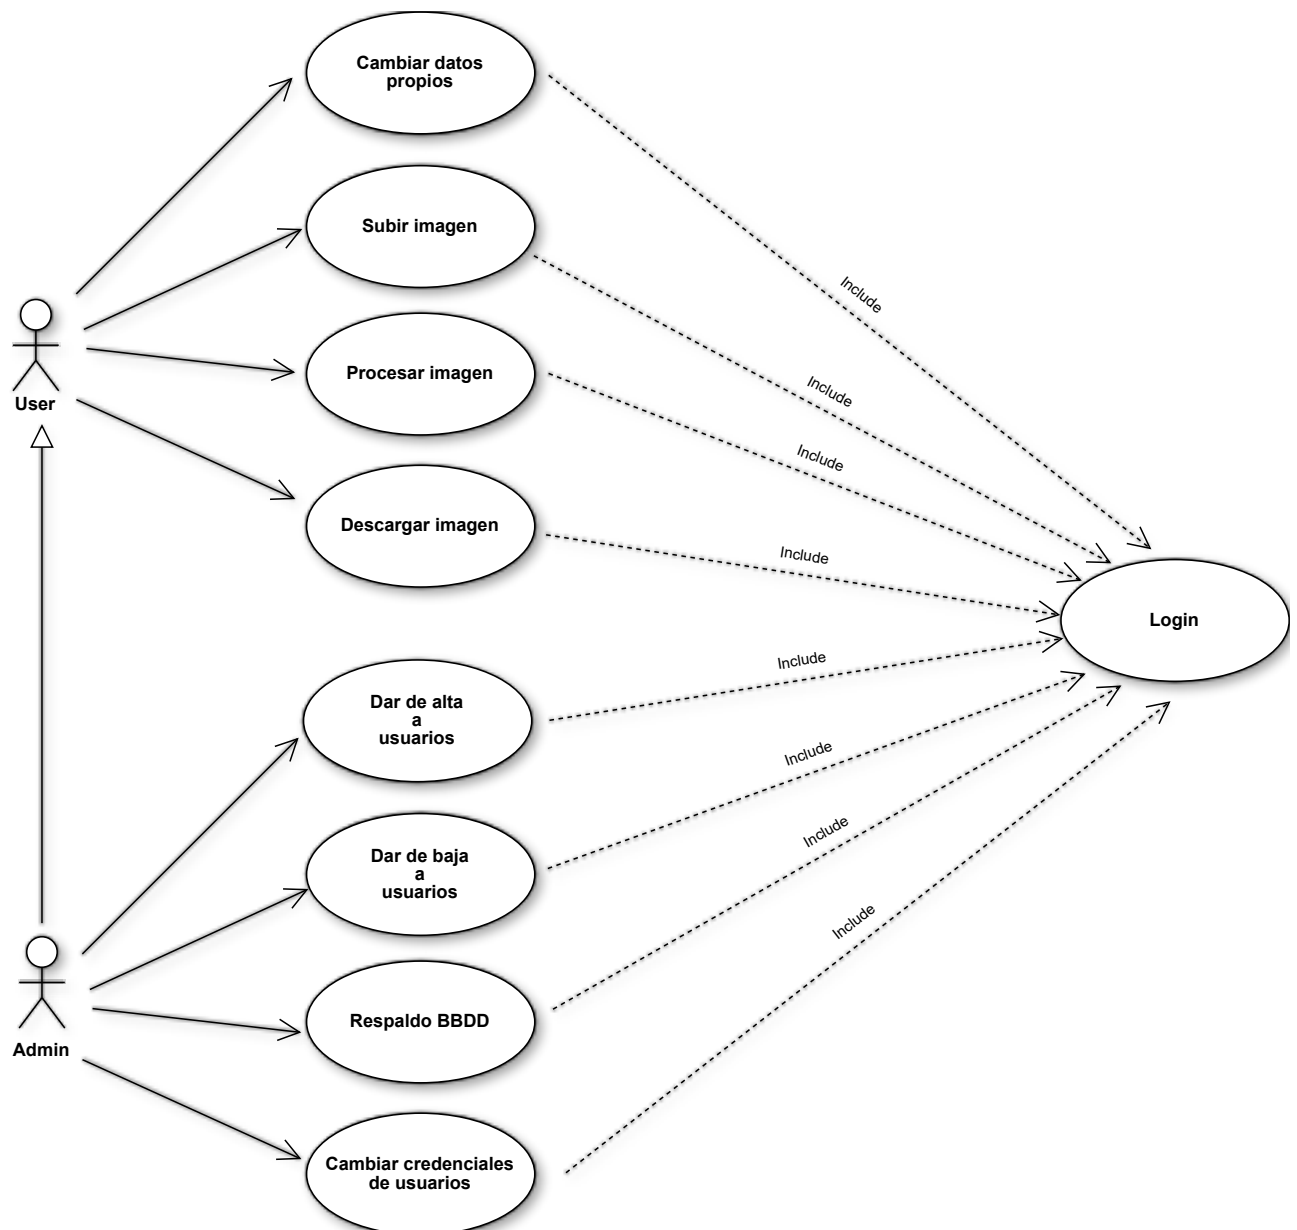 Cambiar datos
propios
Subir imagen
Include
Include
Procesar imagen
User
Include
Descargar imagen
Include
Login
Include
Dar de alta
a
usuarios
Include
Dar de baja
a
usuarios
Include
Include
Respaldo BBDD
Admin
Cambiar credenciales
de usuarios